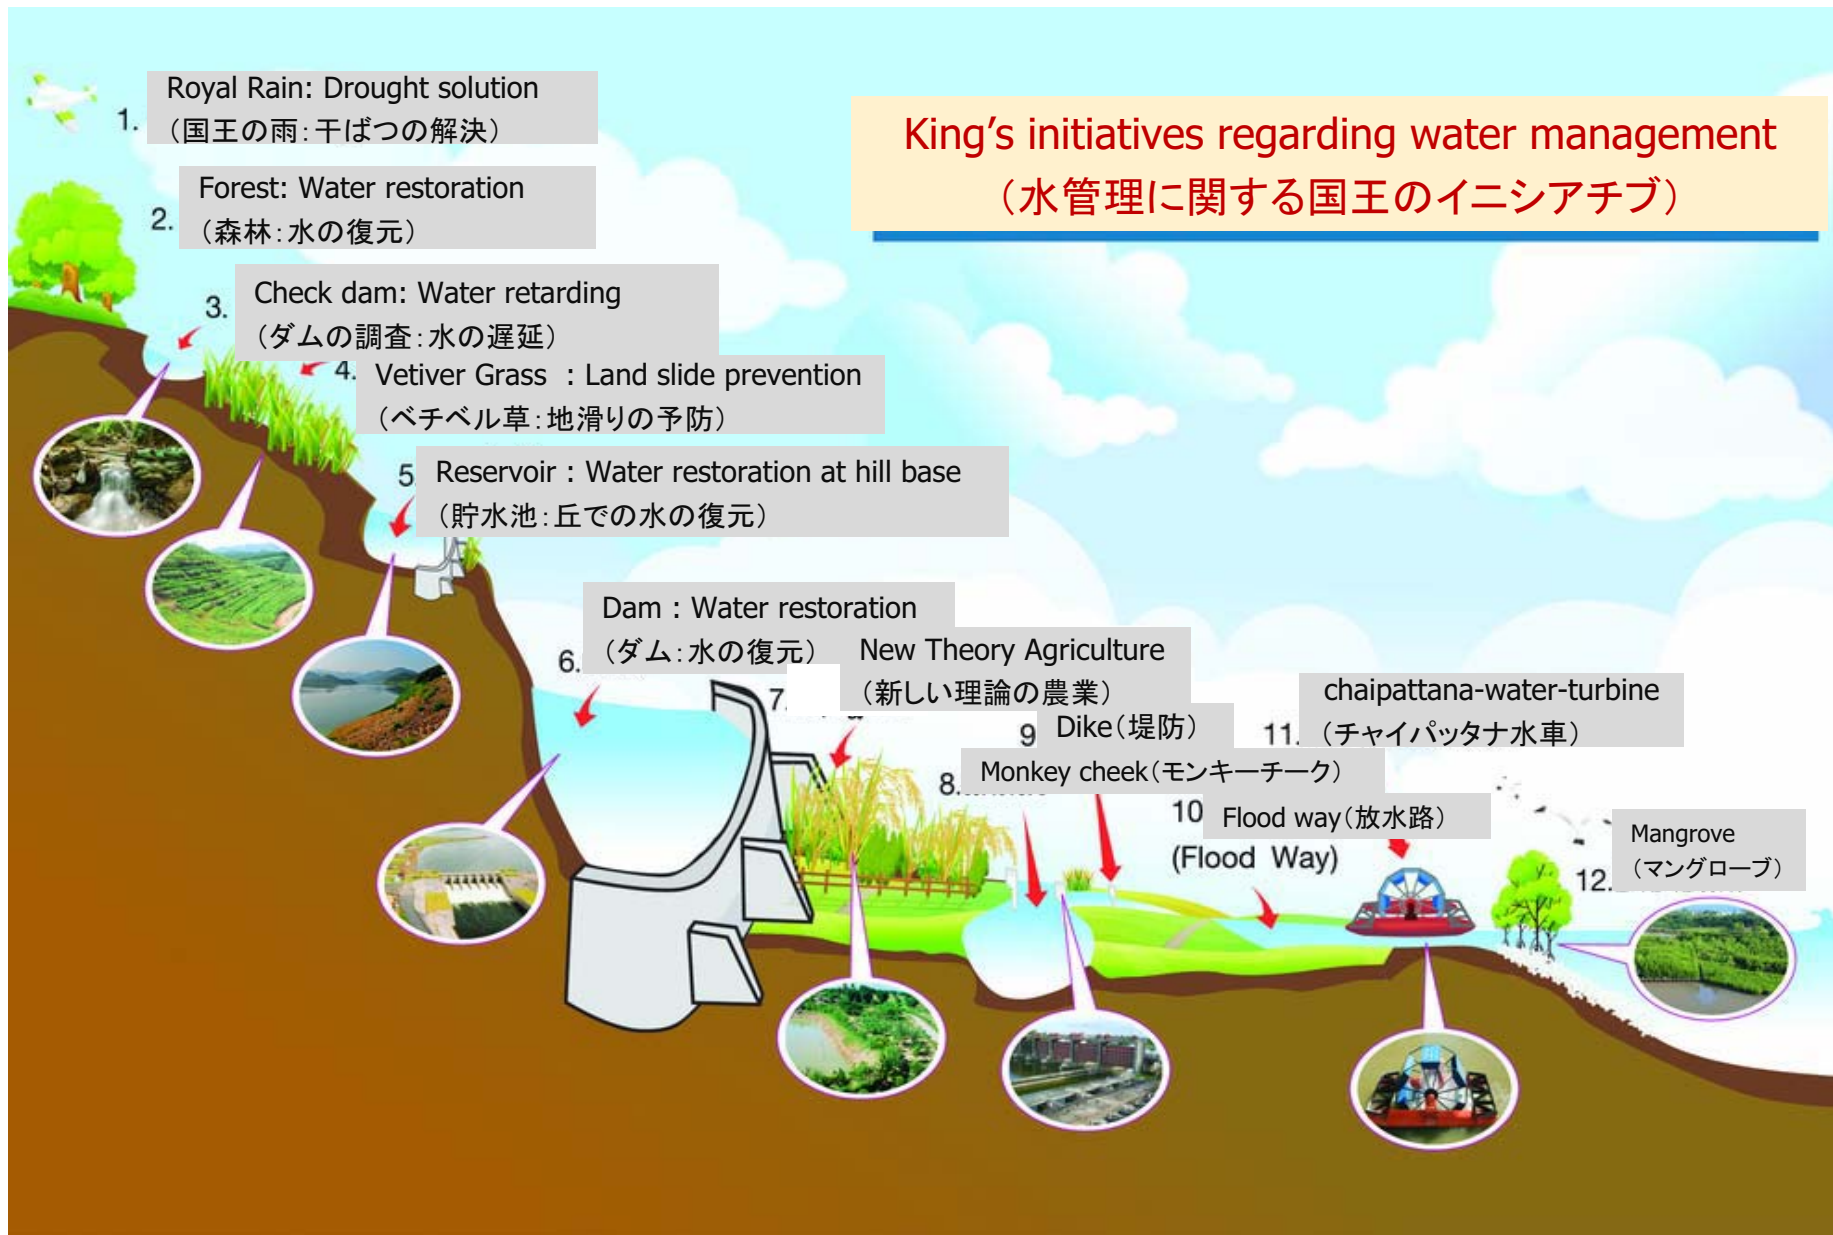 King's initiatives regarding water management
（水管理に関する国王のイニシアチブ）
1.
Royal Rain: Drought solution
（国王の雨：干ばつの解決）
2.
Forest: Water restoration
（森林：水の復元）
3.
Check dam: Water retarding
（ダムの調査：水の遅延）
4.
Vetiver Grass : Land slide prevention
（ベチベル草：地滑りの予防）
5
Reservoir : Water restoration at hill base
（貯水池：丘での水の復元）
6.
Dam : Water restoration
（ダム：水の復元）
7.
New Theory Agriculture
（新しい理論の農業）
8.
Monkey cheek（モンキーチーク）
9
Dike（堤防）
10
Flood way（放水路）
(Flood Way)
11.
chaipattana-water-turbine
（チャイパッタナ水車）
12.
Mangrove
（マングローブ）